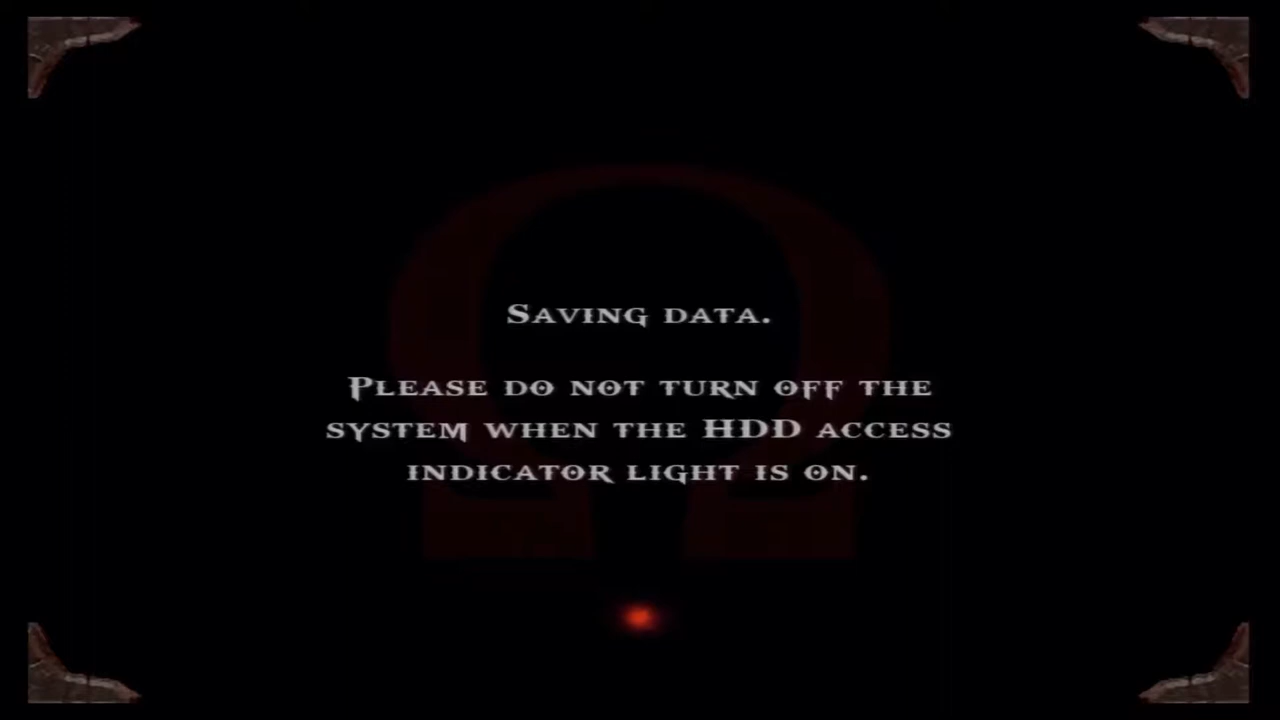 Saving data.
Please do not turn off the
system when the HDD access
indicator light is on.